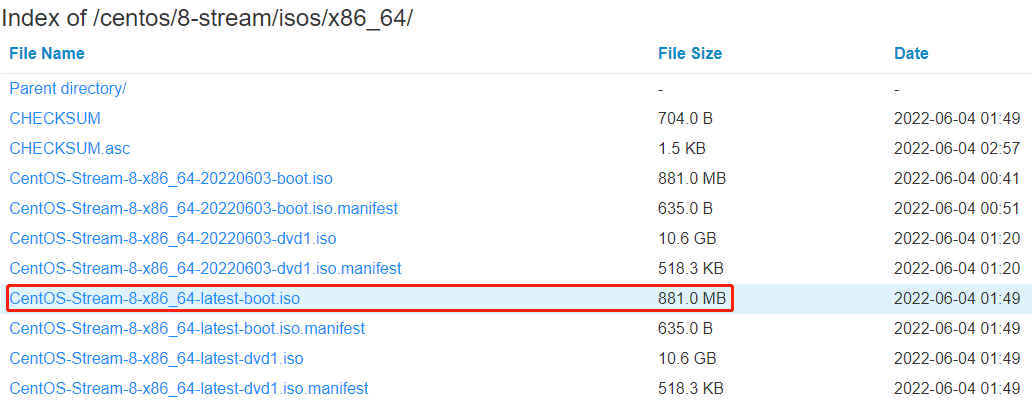 Index of /centos/8-stream/isos/x86_64/
File Name File Size Date
Parent directory/ - -
CHECKSUM 704.0 B 2022-06-04 01:49
CHECKSUM.asc 1.5 KB 2022-06-04 02:57
CentOS-Stream-8-x86_64-20220603-boot.iso 881.0 MB 2022-06-04 00:41
CentOS-Stream-8-x86_64-20220603-boot.iso.manifest 635.0 B 2022-06-04 00:51
CentOS-Stream-8-x86_64-20220603-dvd1.iso 10.6 GB 2022-06-04 01:20
CentOS-Stream-8-x86_64-20220603-dvd1.iso.manifest 518.3 KB 2022-06-04 01:20
CentOS-Stream-8-x86_64-latest-boot.iso 881.0 MB 2022-06-04 01:49
CentOS-Stream-8-x86_64-latest-boot.iso.manifest 635.0 B 2022-06-04 01:49
CentOS-Stream-8-x86_64-latest-dvd1.iso 10.6 GB 2022-06-04 01:49
CentOS-Stream-8-x86_64-latest-dvd1.iso.manifest 518.3 KB 2022-06-04 01:49